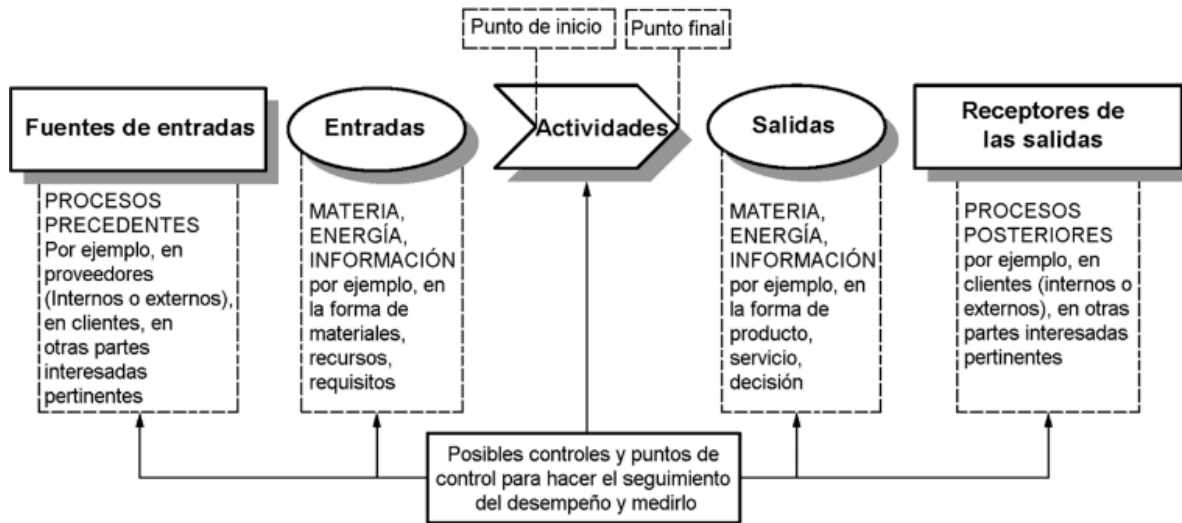 Punto de inicio
Punto final
Fuentes de entradas
Entradas
Actividades
Salidas
Receptores de
las salidas
PROCESOS
PRECEDENTES
Por ejemplo, en
proveedores
(Internos o externos),
en clientes, en
otras partes
interesadas
pertinentes
MATERIA,
ENERGÍA,
INFORMACIÓN
por ejemplo, en
la forma de
materiales,
recursos,
requisitos
MATERIA,
ENERGÍA,
INFORMACIÓN
por ejemplo, en
la forma de
producto,
servicio,
decisión
PROCESOS
POSTERIORES
por ejemplo, en
clientes (internos o
externos), en otras
partes interesadas
pertinentes
Posibles controles y puntos de
control para hacer el seguimiento
del desempeño y medirlo